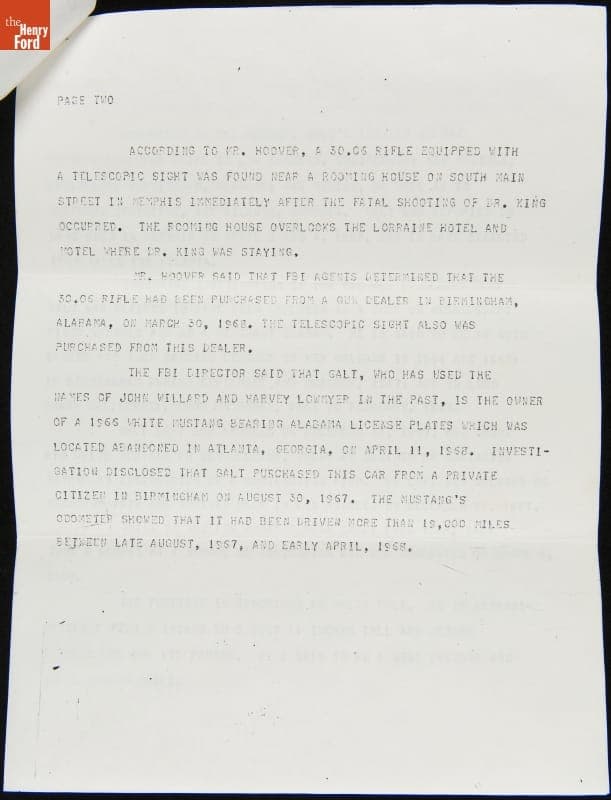 the
Henry
Ford
PAGE TWO
ACCORDING TO MR. HOOVER, A 30.06 RIFLE EQUIPPED WITH
A TELESCOPIC SIGHT WAS FOUND NEAR A ROOMING HOUSE ON SOUTH MAIN
STREET IN MEMPHIS IMMEDIATELY AFTER THE FATAL SHOOTING OF DR. KING
OCCURRED. THE ROOMING HOUSE OVERLOOKS THE LORRAINE HOTEL AND
MOTEL WHERE DR. KING WAS STAYING.
MR. HOOVER SAID THAT FBI AGENTS DETERMINED THAT THE
30.06 RIFLE HAD BEEN PURCHASED FROM A GUN DEALER IN BIRMINGHAM,
ALABAMA, ON MARCH 30, 1968. THE TELESCOPIC SIGHT ALSO WAS
PURCHASED FROM THIS DEALER.
THE FBI DIRECTOR SAID THAT GALT, WHO HAS USED THE
NAMES OF JOHN WILLARD AND HARVEY LOWMYER IN THE PAST, IS THE OWNER
OF A 1966 WHITE MUSTANG BEARING ALABAMA LICENSE PLATES WHICH WAS
LOCATED ABANDONED IN ATLANTA, GEORGIA, ON APRIL 11, 1968. INVESTI-
GATION DISCLOSED THAT GALT PURCHASED THIS CAR FROM A PRIVATE
CITIZEN IN BIRMINGHAM ON AUGUST 30, 1967. THE MUSTANG'S
ODOMETER SHOWED THAT IT HAD BEEN DRIVEN MORE THAN 19,000 MILES
BETWEEN LATE AUGUST, 1967, AND EARLY APRIL, 1968.